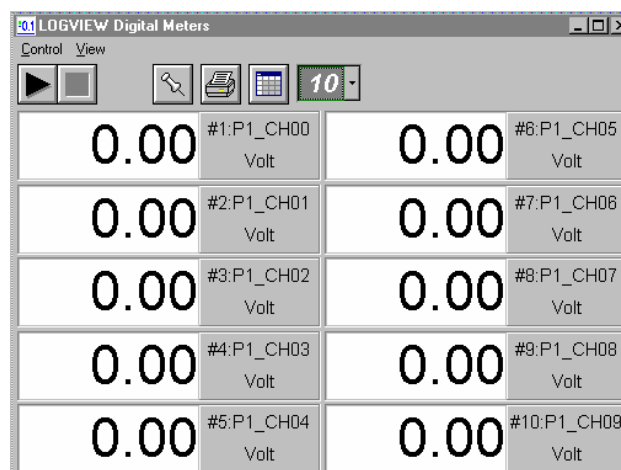 0.1 LOGVIEW Digital Meters
Control View
10
0.00 #1:P1_CH00 Volt
0.00 #6:P1_CH05 Volt
0.00 #2:P1_CH01 Volt
0.00 #7:P1_CH06 Volt
0.00 #3:P1_CH02 Volt
0.00 #8:P1_CH07 Volt
0.00 #4:P1_CH03 Volt
0.00 #9:P1_CH08 Volt
0.00 #5:P1_CH04 Volt
0.00 #10:P1_CH09 Volt